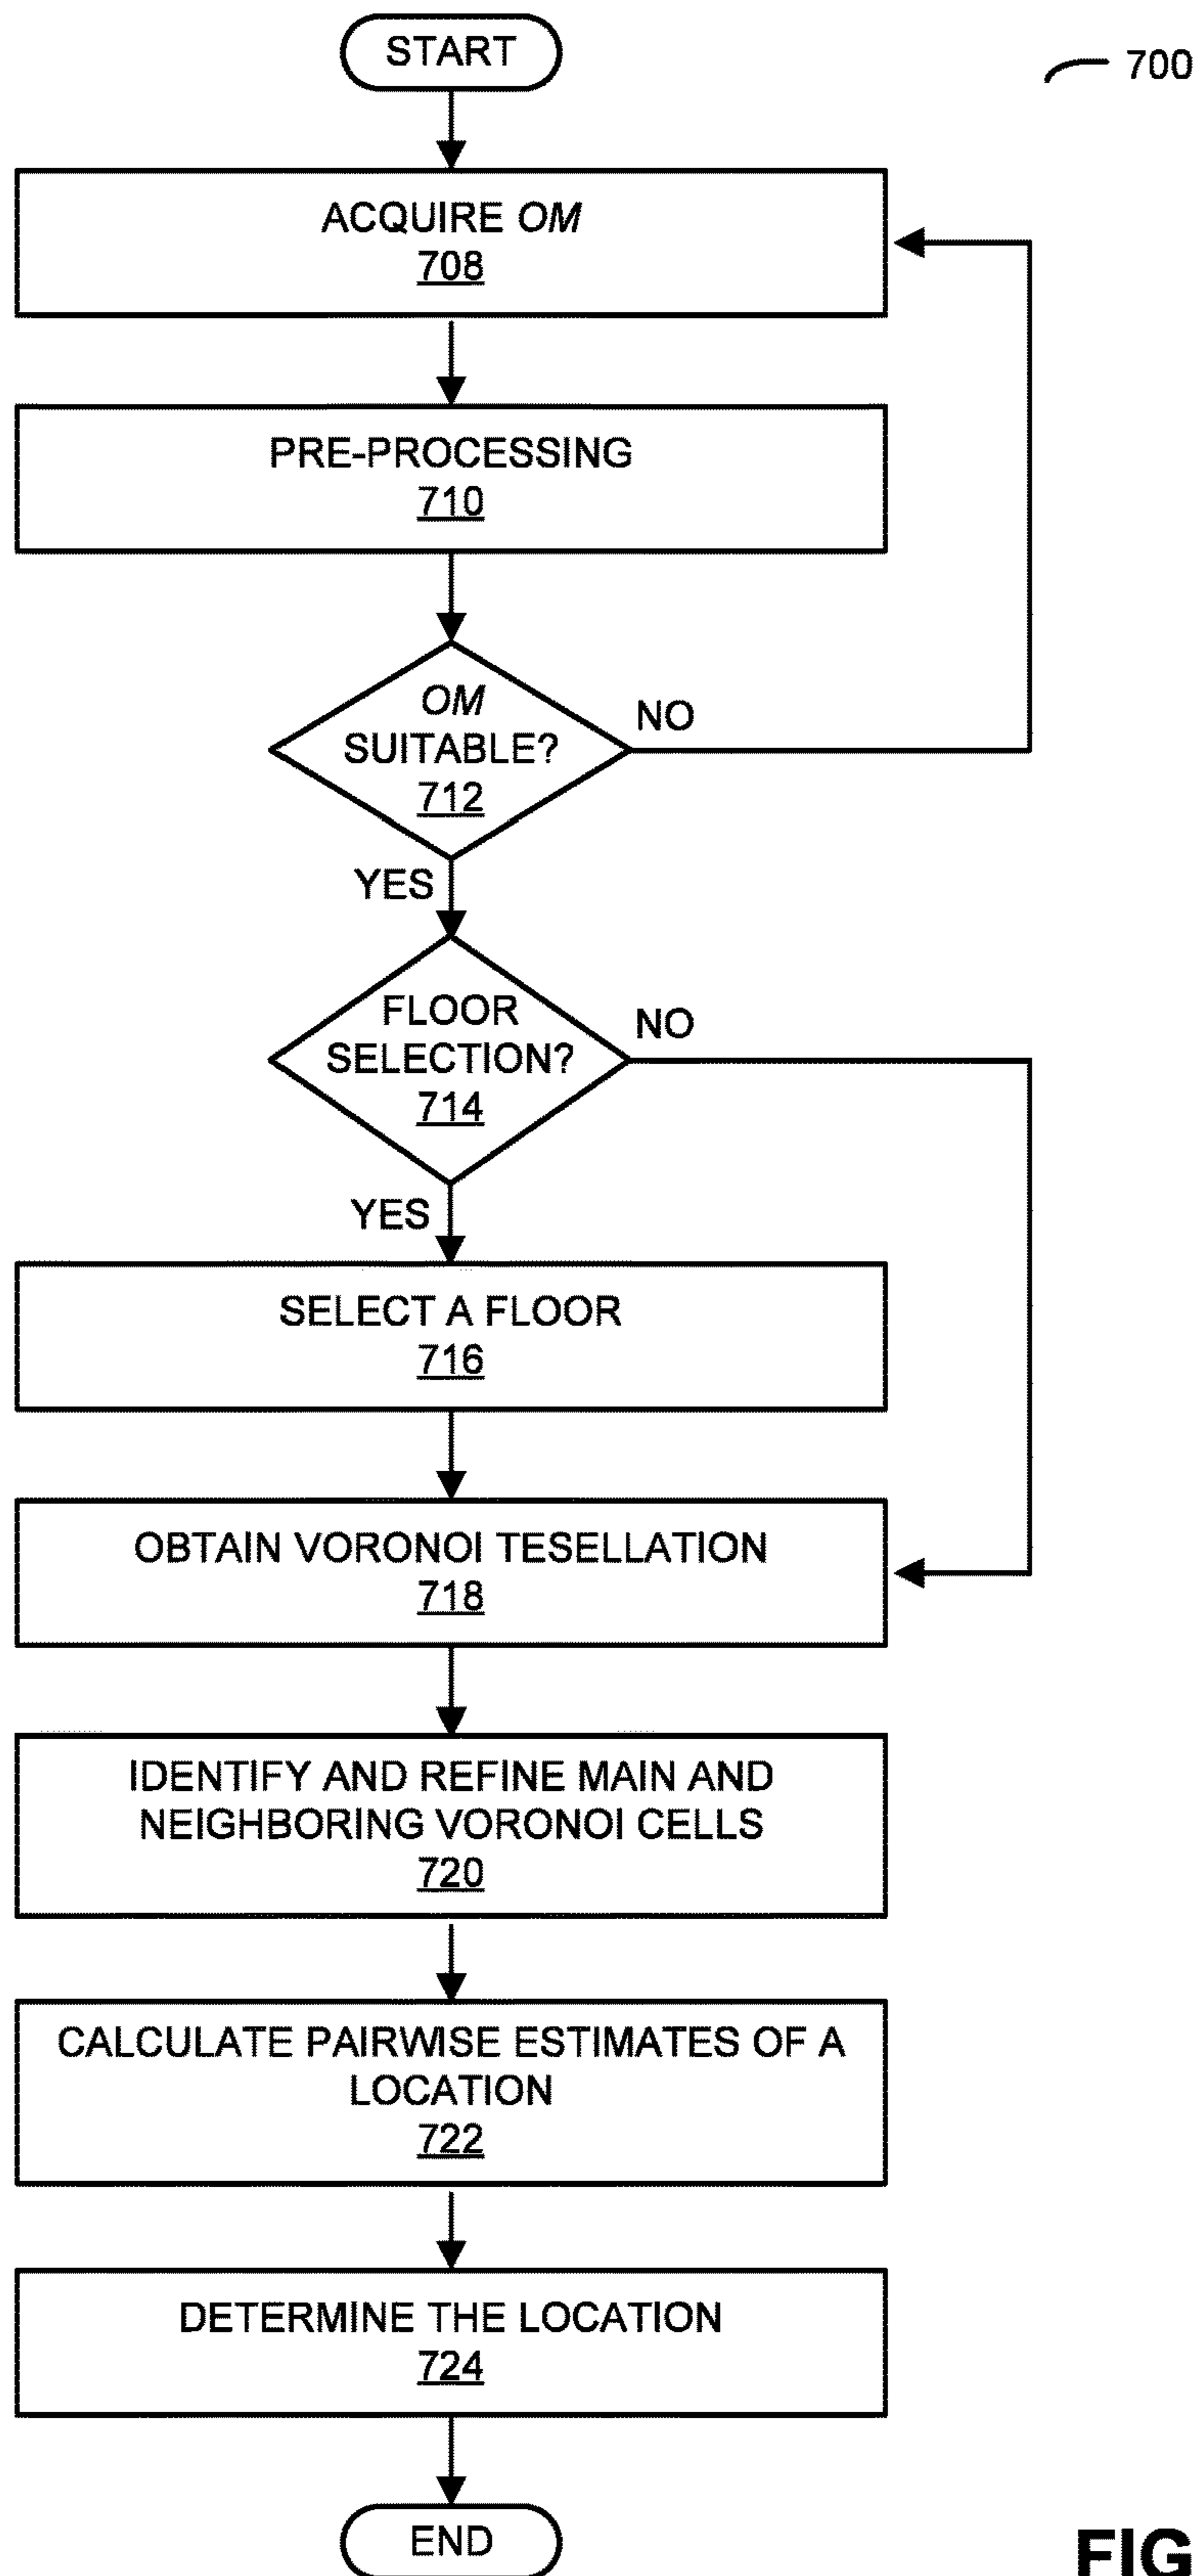 START
700
ACQUIRE OM
708
PRE-PROCESSING
710
OM
SUITABLE?
712
NO
YES
FLOOR
SELECTION?
714
NO
YES
SELECT A FLOOR
716
OBTAIN VORONOI TESELLATION
718
IDENTIFY AND REFINE MAIN AND
NEIGHBORING VORONOI CELLS
720
CALCULATE PAIRWISE ESTIMATES OF A
LOCATION
722
DETERMINE THE LOCATION
724
END
FIG